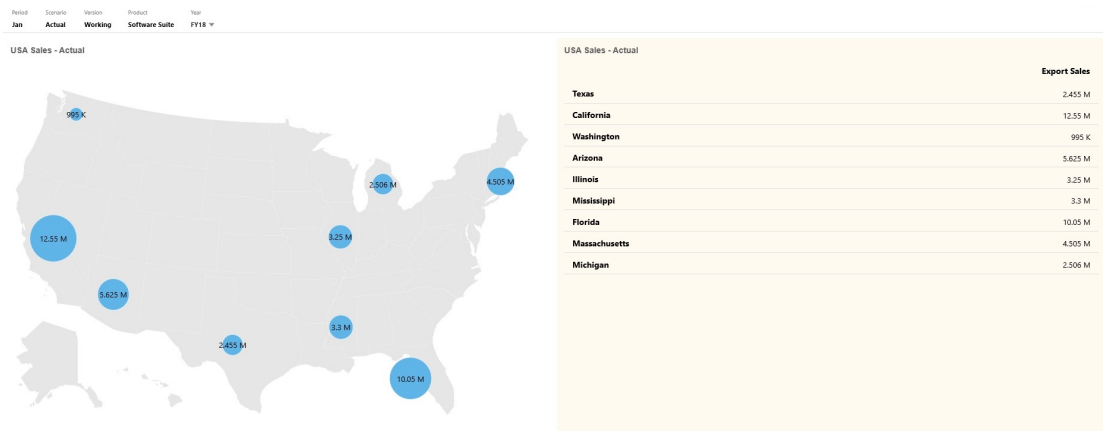 Period Scenario Version Product Year
Jan Actual Working Software Suite FY18
USA Sales - Actual
995 K
2.506 M
4.505 M
12.55 M
3.25 M
5.625 M
3.3 M
2.455 M
10.05 M
USA Sales - Actual
Export Sales
Texas 2.455 M
California 12.55 M
Washington 995 K
Arizona 5.625 M
Illinois 3.25 M
Mississippi 3.3 M
Florida 10.05 M
Massachusetts 4.505 M
Michigan 2.506 M